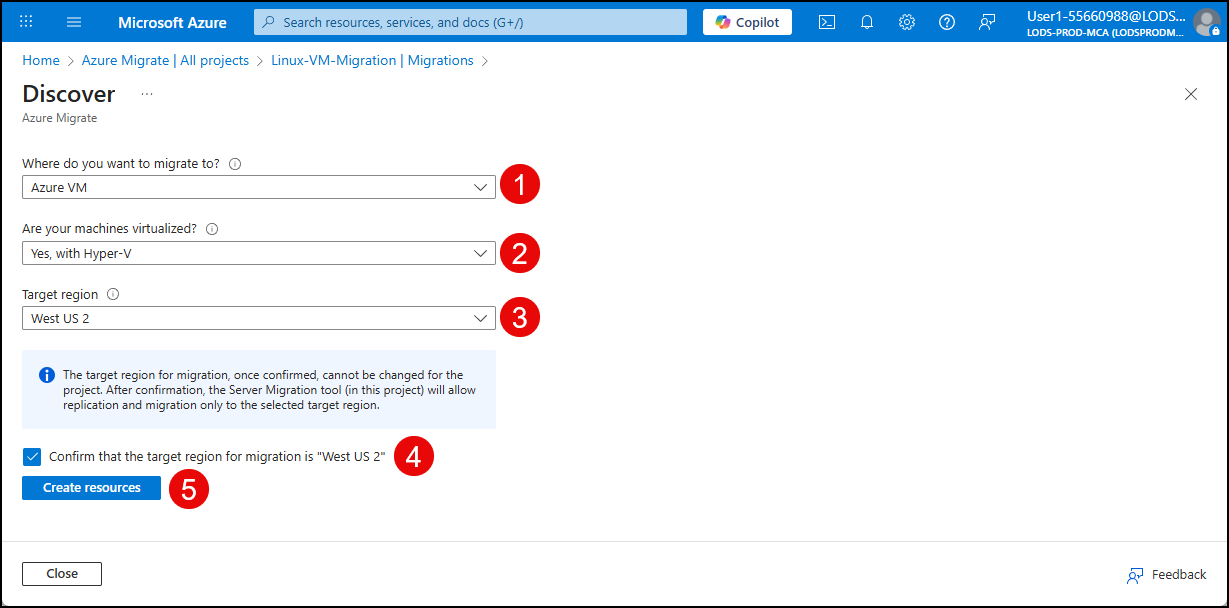 Microsoft Azure
Search resources, services, and docs (G+/)
Copilot
User1-55660988@LODS...
LODS-PROD-MCA (LODSPRODM...
Home > Azure Migrate | All projects > Linux-VM-Migration | Migrations >
Discover ...
Azure Migrate
Where do you want to migrate to?
Azure VM
1
Are your machines virtualized?
Yes, with Hyper-V
2
Target region
West US 2
3
The target region for migration, once confirmed, cannot be changed for the
project. After confirmation, the Server Migration tool (in this project) will allow
replication and migration only to the selected target region.
Confirm that the target region for migration is "West US 2"
4
Create resources
5
Close
Feedback